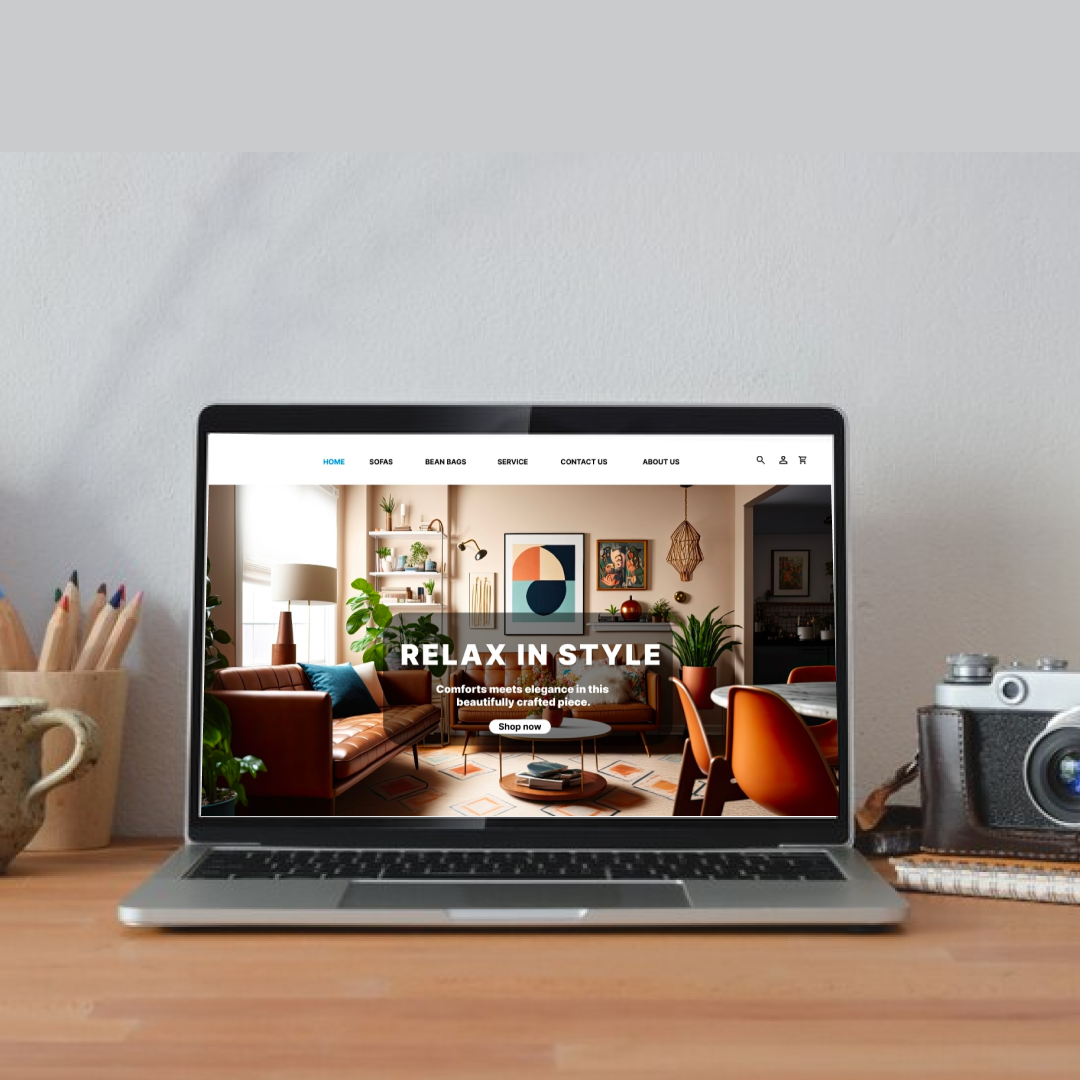 HOME SOFAS BEAN BAGS SERVICE CONTACT US ABOUT US
RELAX IN STYLE
Comforts meets elegance in this
beautifully crafted piece.
Shop now